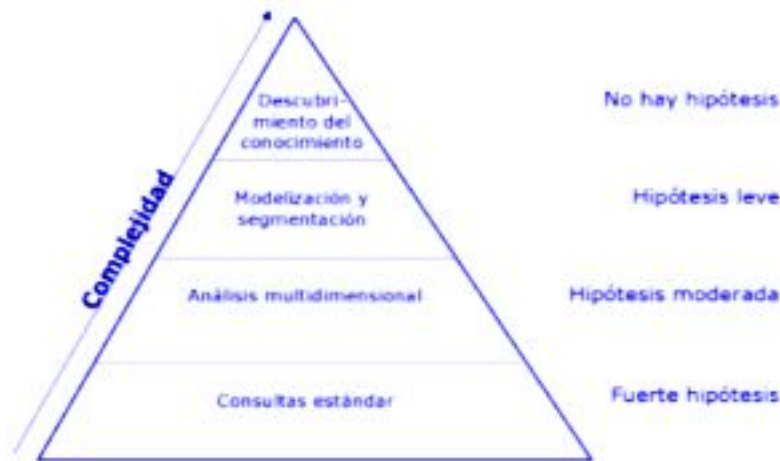 Descubri-
miento del
conocimiento
No hay hipótesis
Modelización y
segmentación
Hipótesis leve
Complejidad
Análisis multidimensional
Hipótesis moderada
Consultas estándar
Fuerte hipótesis